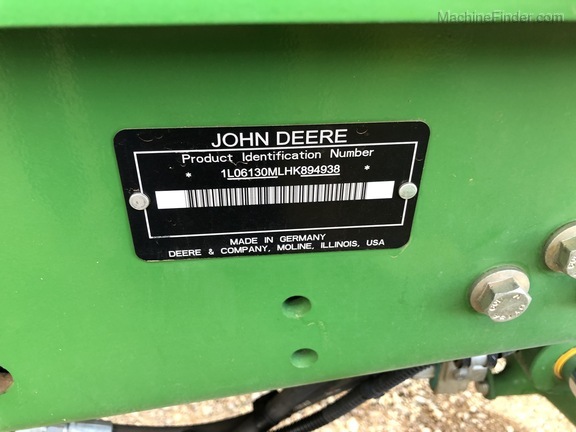 MachineFinder.com
JOHN DEERE
Product Identification Number
* 1L06130MLHK894938 *
MADE IN GERMANY
DEERE & COMPANY, MOLINE, ILLINOIS, USA